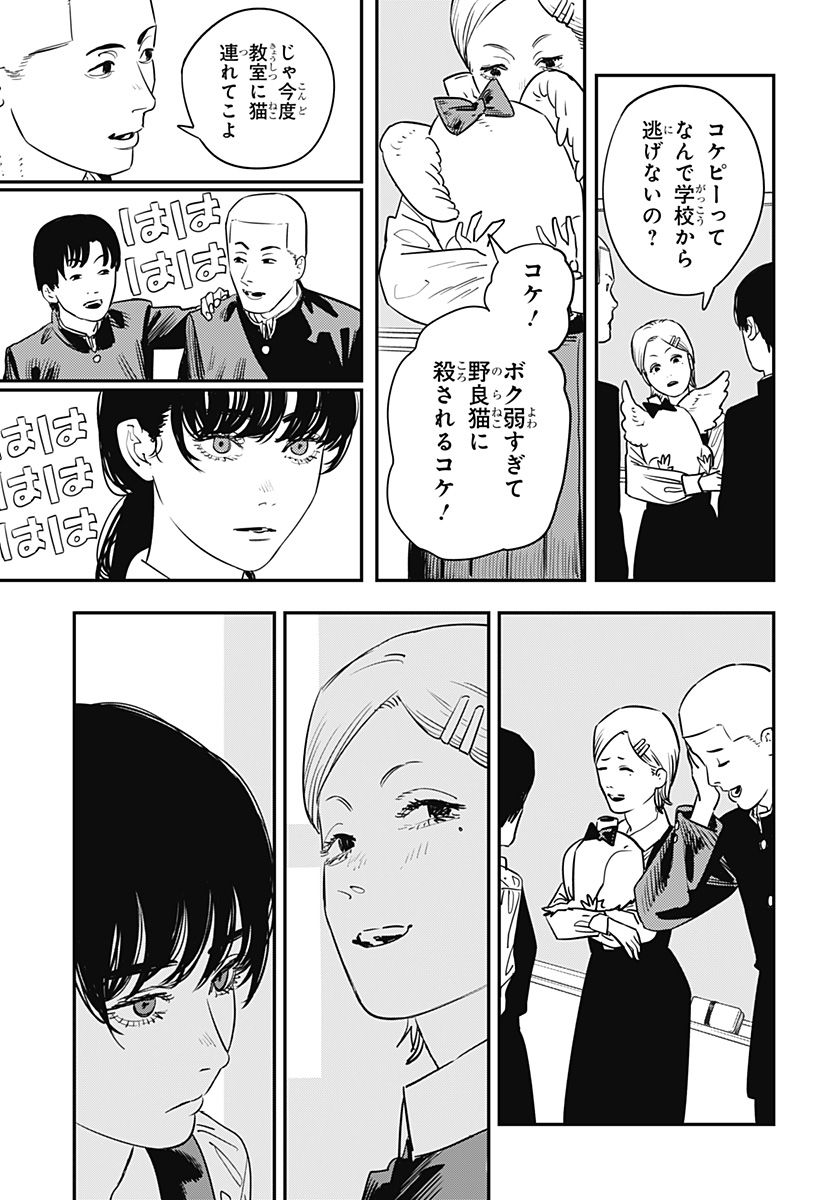 コケピーって
なんで学校から
逃げないの?
コケ!
ボク弱すぎて
野良猫に
殺されるコケ!
じゃ今度
教室に猫
連れてこよ
はは
はは
はは
はは
はは
はは